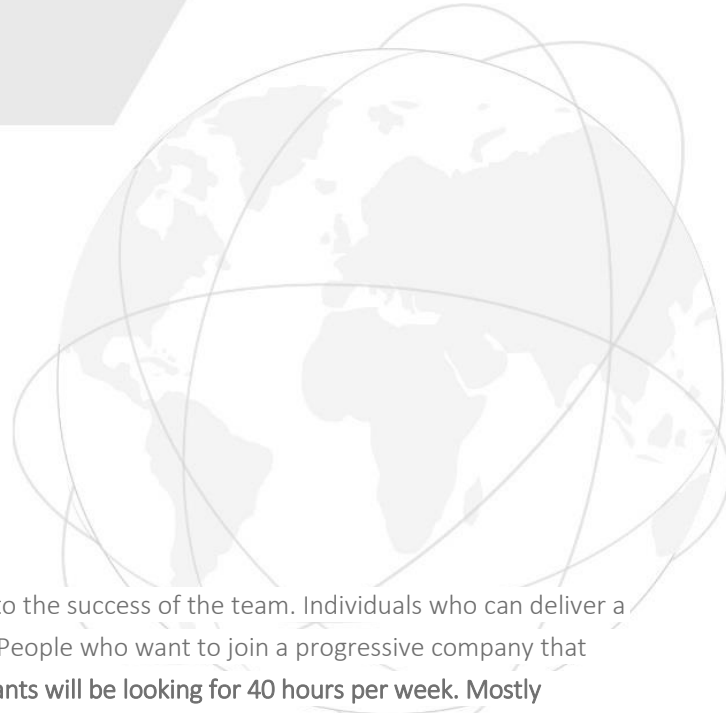 to the success of the team. Individuals who can deliver a
People who want to join a progressive company that
ants will be looking for 40 hours per week. Mostly